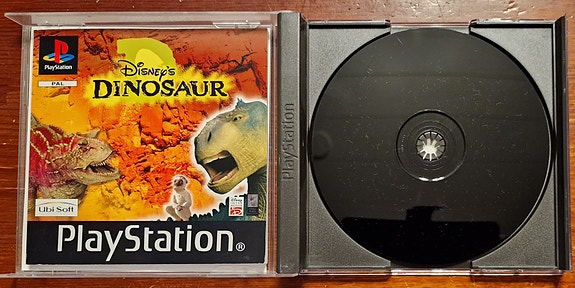 PlayStation
PAL
Disney's
DINOSAUR
Ubi Soft
PlayStation®
PlayStation